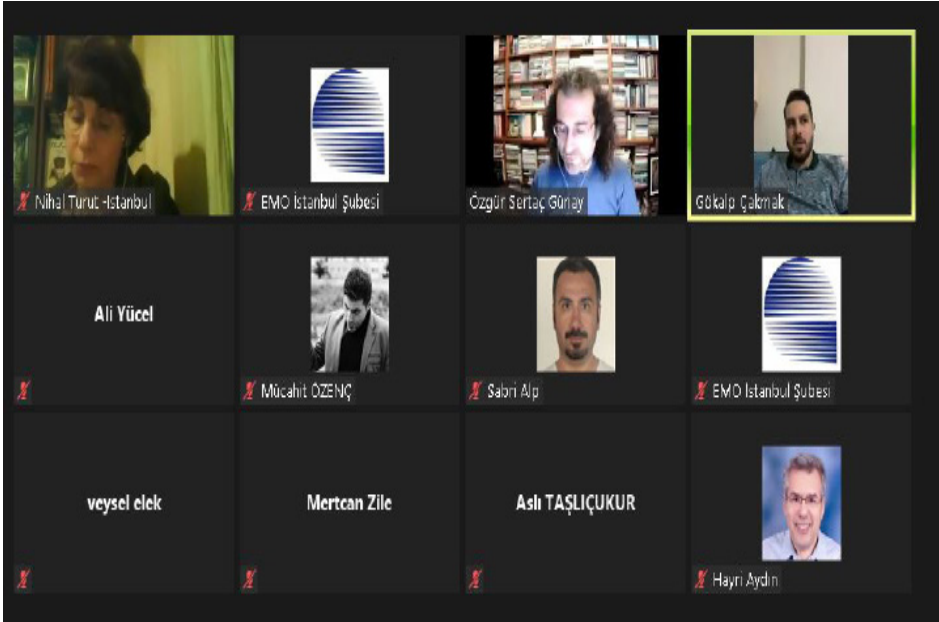 Nihal Turut -İstanbul
EMO İstanbul Şubesi
Özgür Sertaç Günay
Gökalp Çakmak
Ali Yücel
Mücahit ÖZENÇ
Sabri Alp
EMO İstanbul Şubesi
veysel elek
Mertcan Zile
Aslı TAŞLIÇUKUR
Hayri Aydın